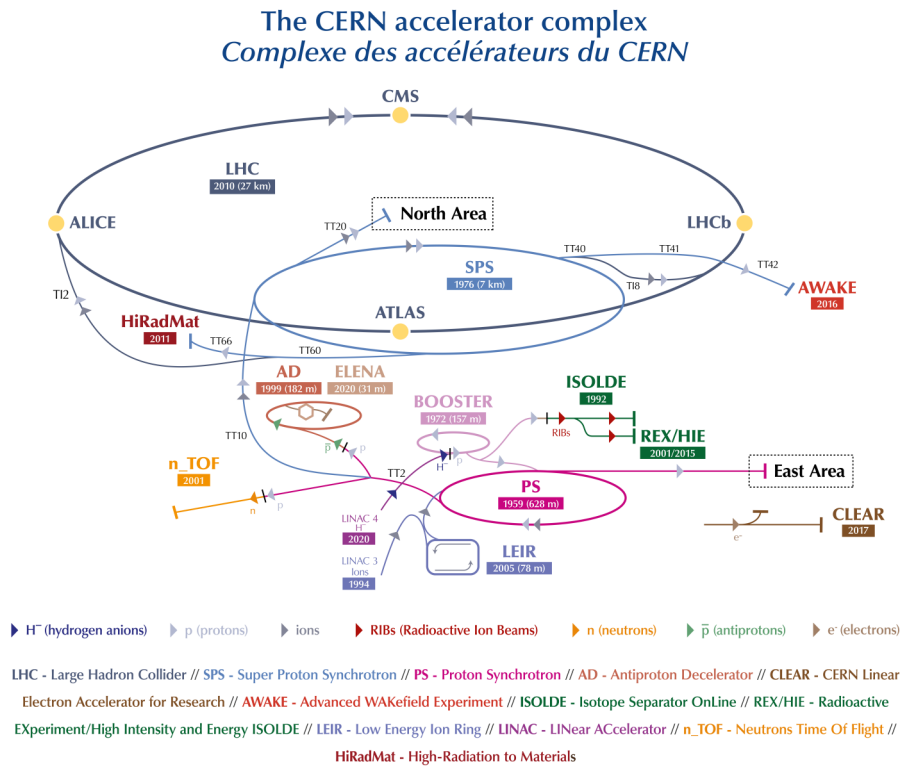 The CERN accelerator complex
Complexe des accélérateurs du CERN
CMS
LHC
2010 (27 km)
North Area
TT20
ALICE
LHCb
TT40
TT41
TT42
SPS
1976 (7 km)
TI8
TI2
AWAKE
2016
ATLAS
HiRadMat
2011
TT66
TT60
AD
1999 (182 m)
ELENA
2020 (31 m)
ISOLDE
1992
BOOSTER
1972 (157 m)
RIBs
REX/HIE
2001/2015
TT10
p
p
H⁻
p
n_TOF
2001
TT2
East Area
PS
1959 (628 m)
n
p
LINAC 4
H⁻
2020
CLEAR
2017
e⁻
LINAC 3
Ions
1994
LEIR
2005 (78 m)
H⁻ (hydrogen anions)
p (protons)
ions
RIBs (Radioactive Ion Beams)
n (neutrons)
p̅ (antiprotons)
e⁻ (electrons)
LHC - Large Hadron Collider // SPS - Super Proton Synchrotron // PS - Proton Synchrotron // AD - Antiproton Decelerator // CLEAR - CERN Linear
Electron Accelerator for Research // AWAKE - Advanced WAKefield Experiment // ISOLDE - Isotope Separator OnLine // REX/HIE - Radioactive
EXperiment/High Intensity and Energy ISOLDE // LEIR - Low Energy Ion Ring // LINAC - LINear ACcelerator // n_TOF - Neutrons Time Of Flight //
HiRadMat - High-Radiation to Materials